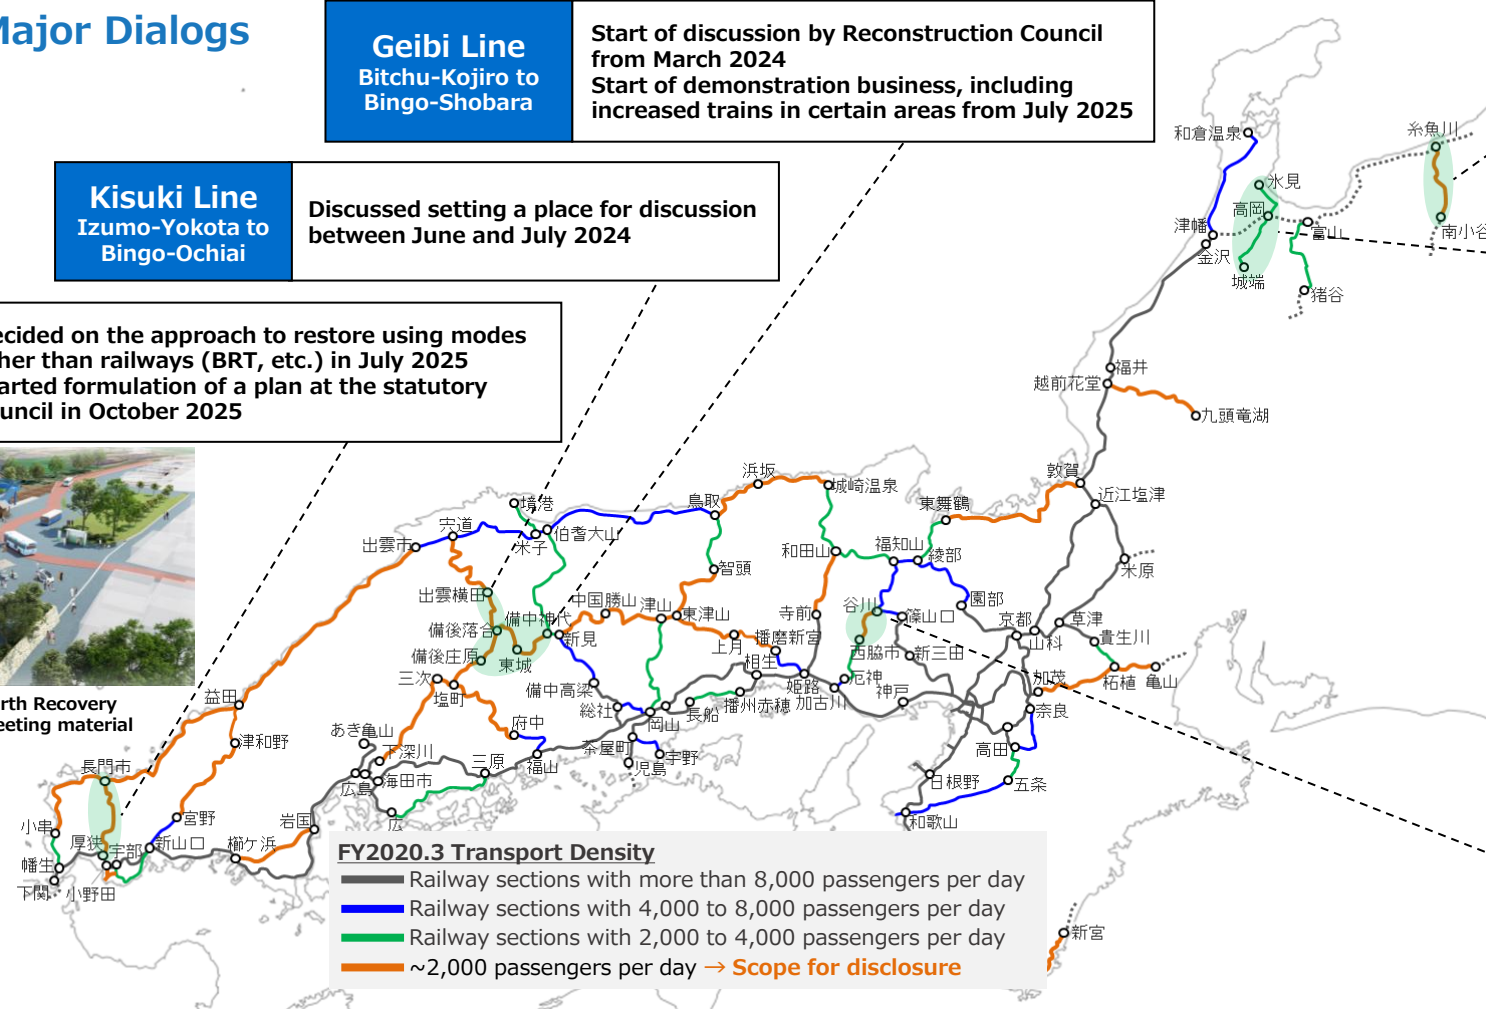 Major Dialogs
Geibi Line
Bitchu-Kojiro to
Bingo-Shobara
Start of discussion by Reconstruction Council
from March 2024
Start of demonstration business, including
increased trains in certain areas from July 2025
Kisuki Line
Izumo-Yokota to
Bingo-Ochiai
Discussed setting a place for discussion
between June and July 2024
ecided on the approach to restore using modes
her than railways (BRT, etc.) in July 2025
arted formulation of a plan at the statutory
uncil in October 2025
rth Recovery
eeting material
和倉温泉
糸魚川
氷見
高岡
津幡
富山
南小谷
金沢
城端
猪谷
福井
越前花堂
九頭竜湖
敦賀
近江塩津
浜坂
城崎温泉
東舞鶴
鳥取
境港
宍道
出雲市
米子
伯耆大山
和田山
福知山
綾部
米原
智頭
出雲横田
中国勝山
津山
東津山
寺前
谷川
篠山口
園部
京都
山科
草津
備中神代
備後落合
新見
上月
播磨新宮
貴生川
備後庄原
東城
西脇市
新三田
三次
塩町
備中高梁
相生
姫路
加古川
厄神
神戸
加茂
柘植
亀山
総社
岡山
長船
播州赤穂
奈良
益田
あき亀山
府中
下深川
三原
福山
茶屋町
宇野
児島
高田
津和野
長門市
広島
海田市
日根野
五条
小串
宮野
岩国
広
和歌山
厚狭
宇部
新山口
櫛ケ浜
幡生
下関
小野田
新宮
FY2020.3 Transport Density
Railway sections with more than 8,000 passengers per day
Railway sections with 4,000 to 8,000 passengers per day
Railway sections with 2,000 to 4,000 passengers per day
~2,000 passengers per day → Scope for disclosure